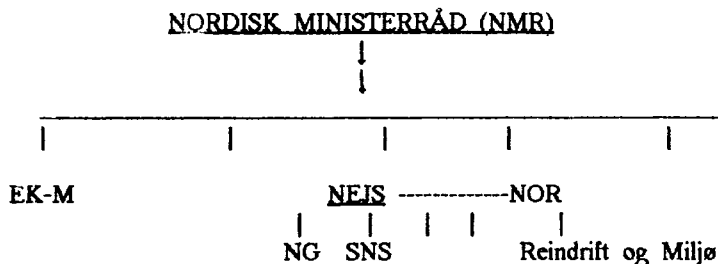 NORDISK MINISTERRÅD (NMR)
EK-M NEJS -------------NOR
NG SNS Reindrift og Miljø